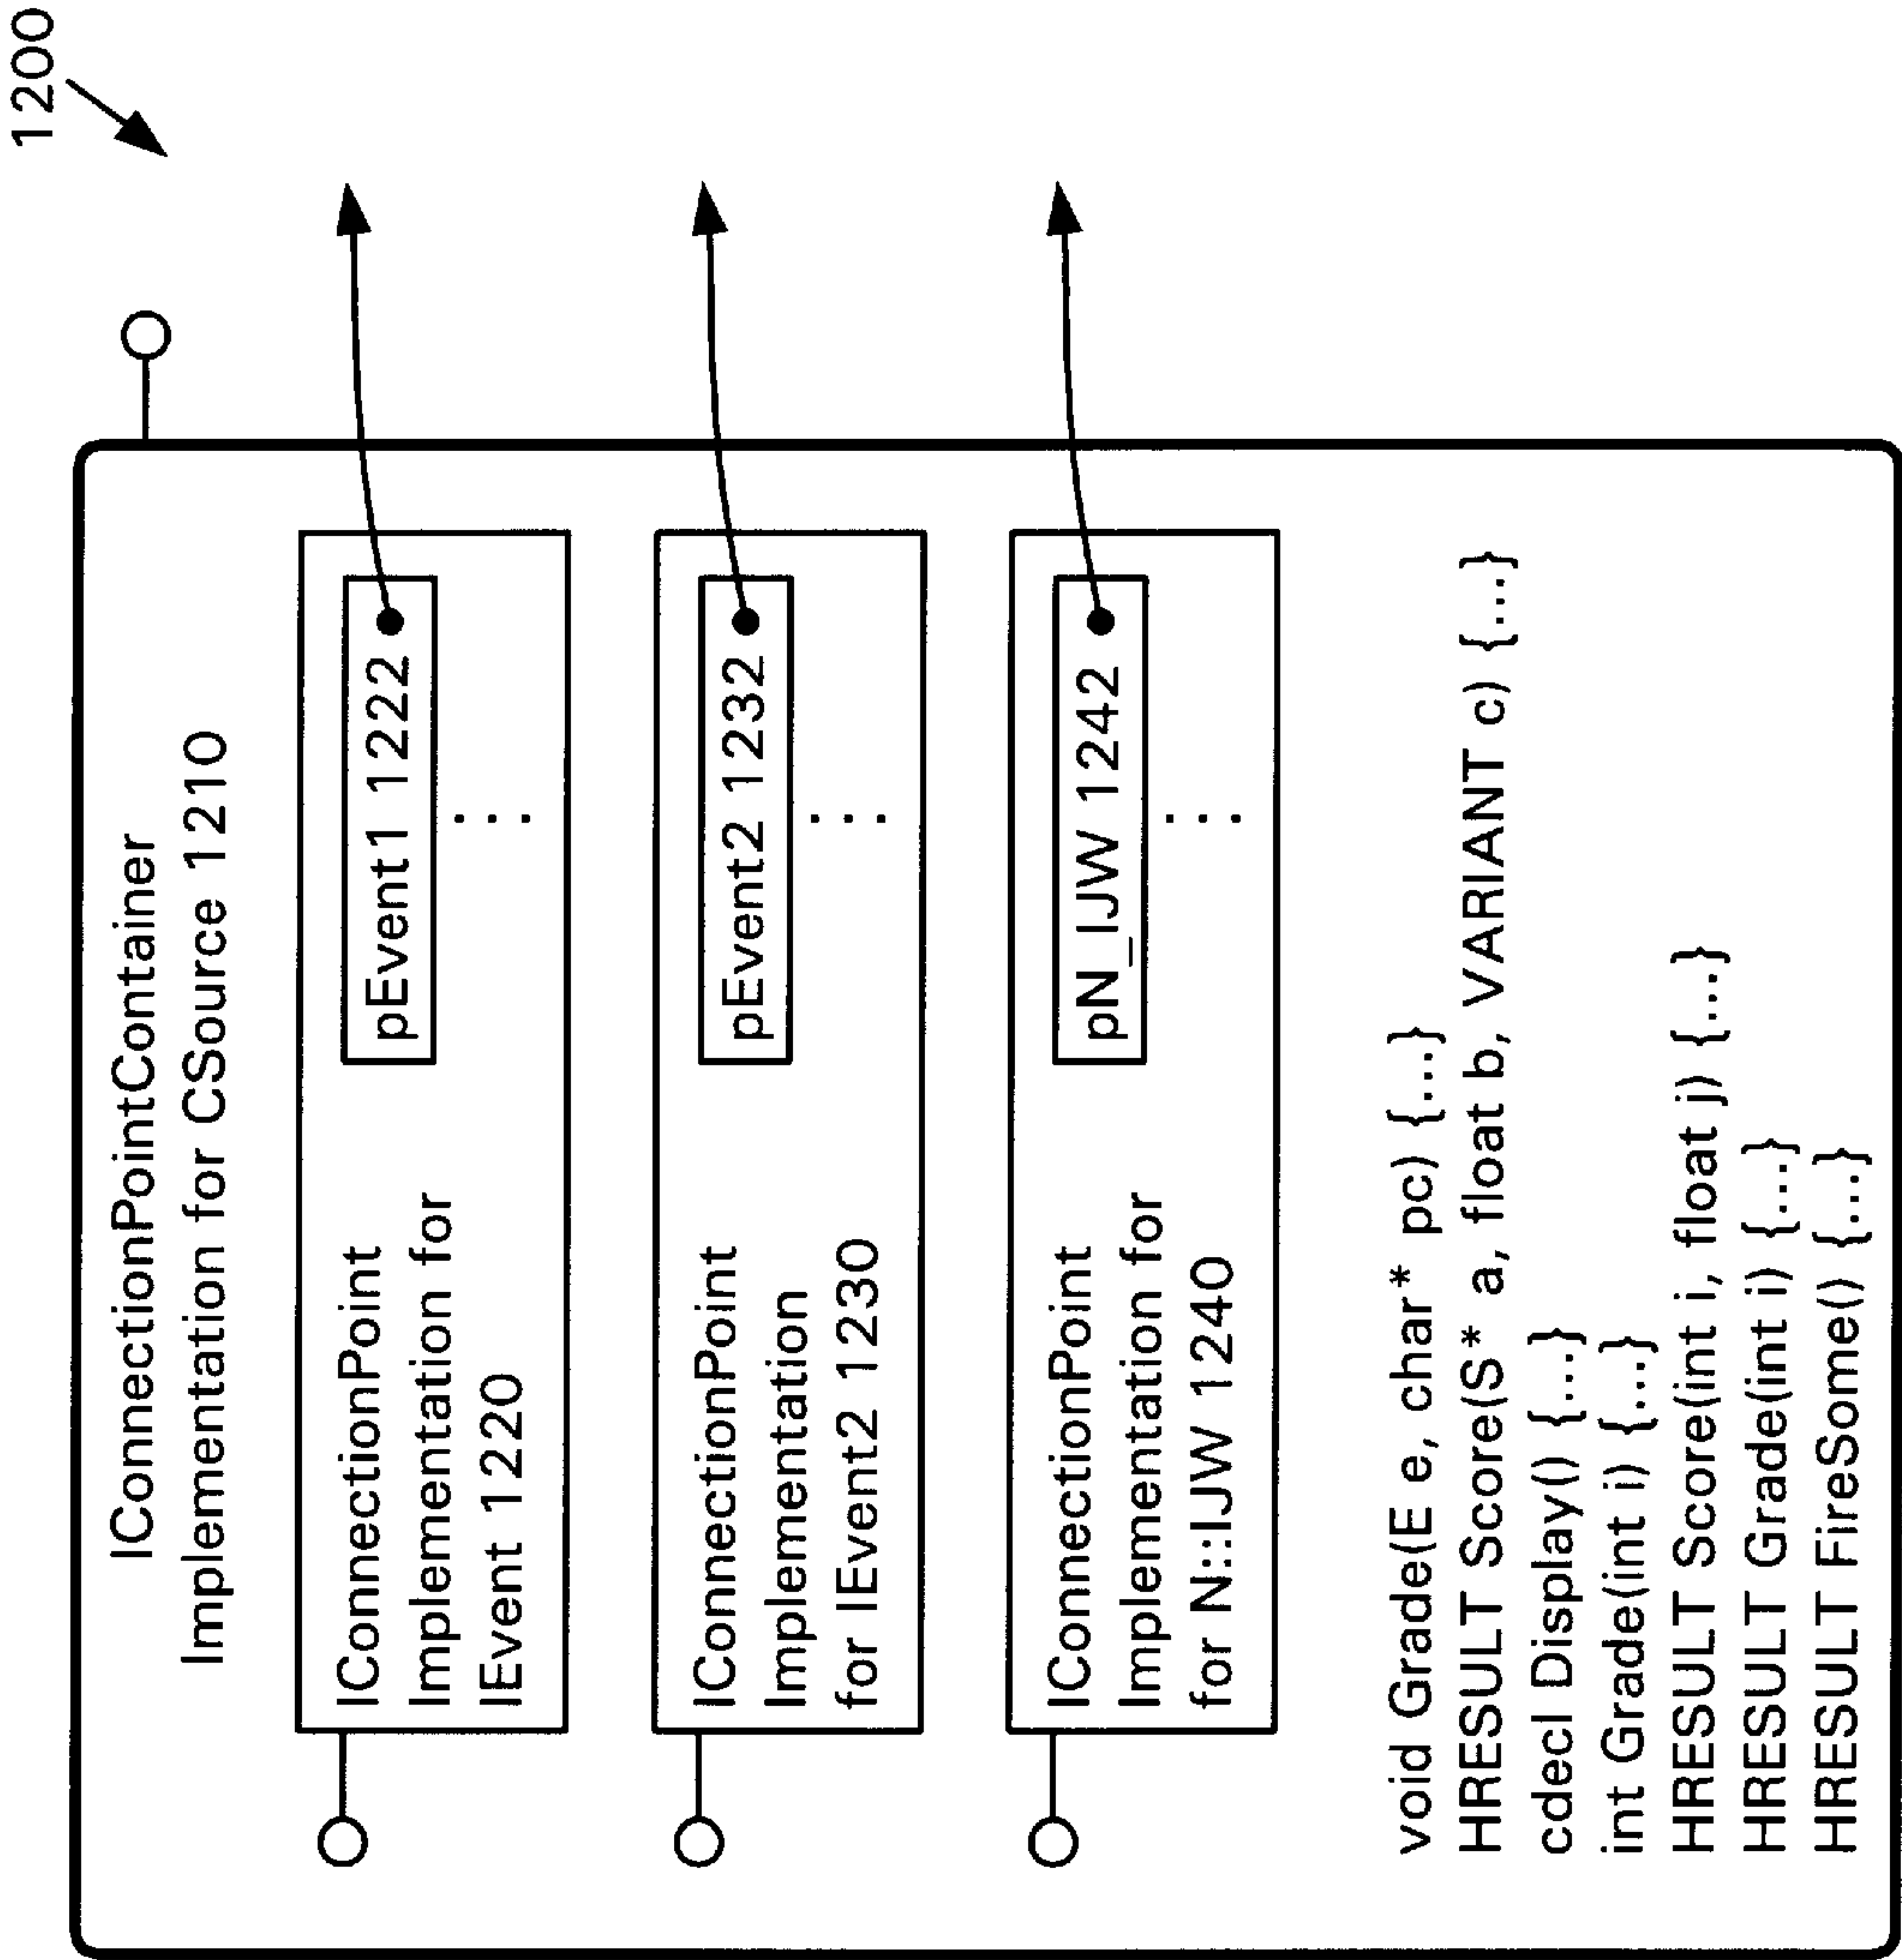 1200
IConnectionPointContainer
Implementation for CSource 1210
IConnectionPoint
Implementation for
IEvent 1220
pEvent1 1222
...
IConnectionPoint
Implementation
for IEvent2 1230
pEvent2 1232
...
IConnectionPoint
Implementation for
for N::IJW 1240
pN_IJW 1242
...
void Grade(E e, char* pc) {...}
HRESULT Score(S* a, float b, VARIANT c) {...}
cdecl Display() {...}
int Grade(int i) {...}
HRESULT Score(int i, float j) {...}
HRESULT Grade(int i) {...}
HRESULT FireSome() {...}